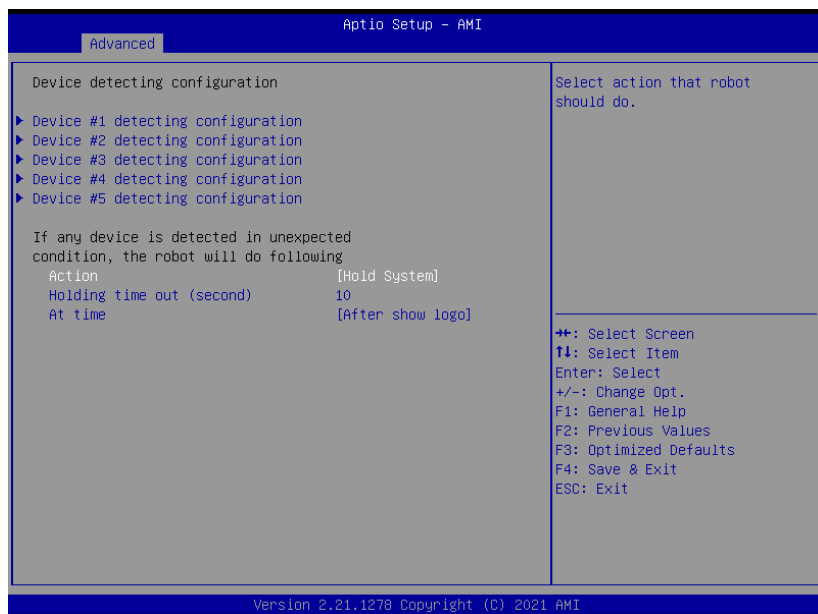 Aptio Setup – AMI
Advanced
Device detecting configuration
Device #1 detecting configuration
Device #2 detecting configuration
Device #3 detecting configuration
Device #4 detecting configuration
Device #5 detecting configuration
If any device is detected in unexpected
condition, the robot will do following
Action [Hold System]
Holding time out (second) 10
At time [After show logo]
Select action that robot
should do.
→←: Select Screen
↑↓: Select Item
Enter: Select
+/-: Change Opt.
F1: General Help
F2: Previous Values
F3: Optimized Defaults
F4: Save & Exit
ESC: Exit
Version 2.21.1278 Copyright (C) 2021 AMI